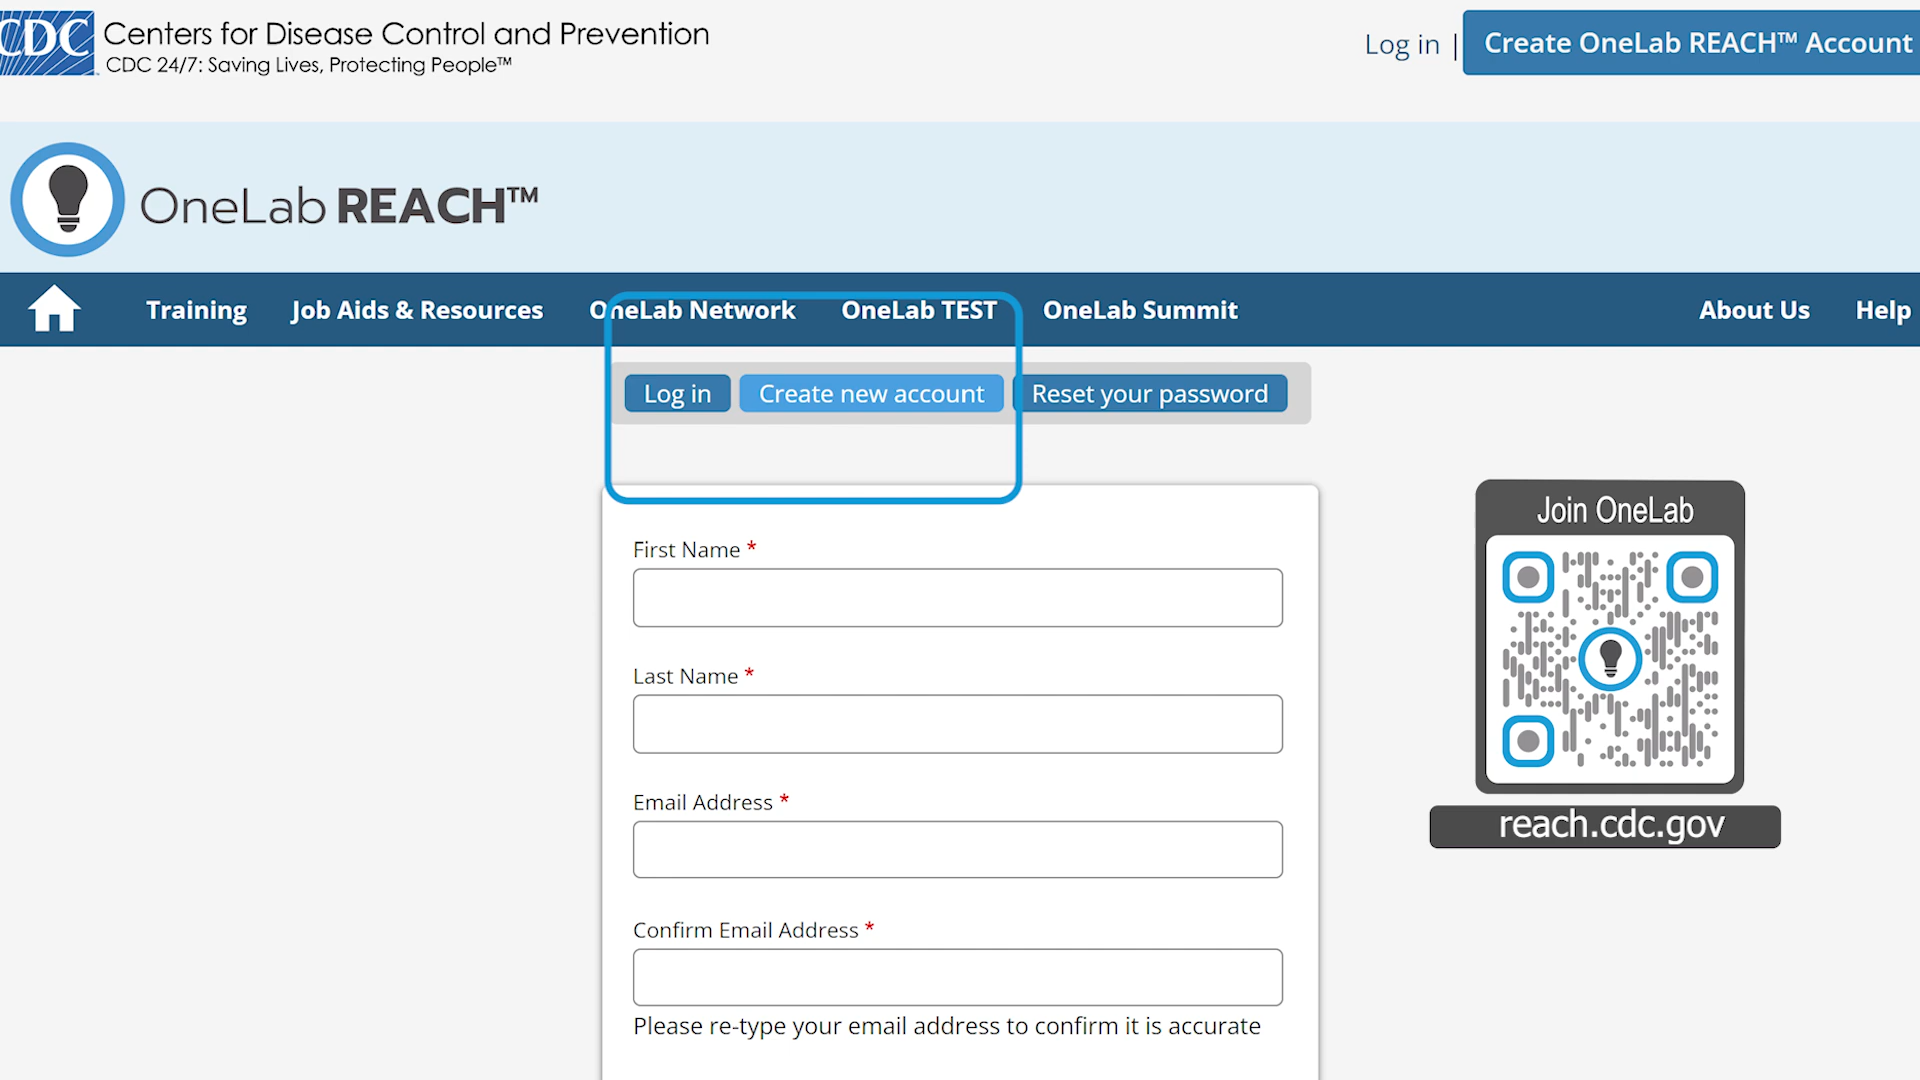 CDC Centers for Disease Control and Prevention
CDC 24/7: Saving Lives, Protecting People™
Log in | Create OneLab REACH™ Account
OneLab REACH™
Training Job Aids & Resources OneLab Network OneLab TEST OneLab Summit About Us Help
Log in Create new account Reset your password
First Name *
Last Name *
Email Address *
Confirm Email Address *
Please re-type your email address to confirm it is accurate
Join OneLab
reach.cdc.gov